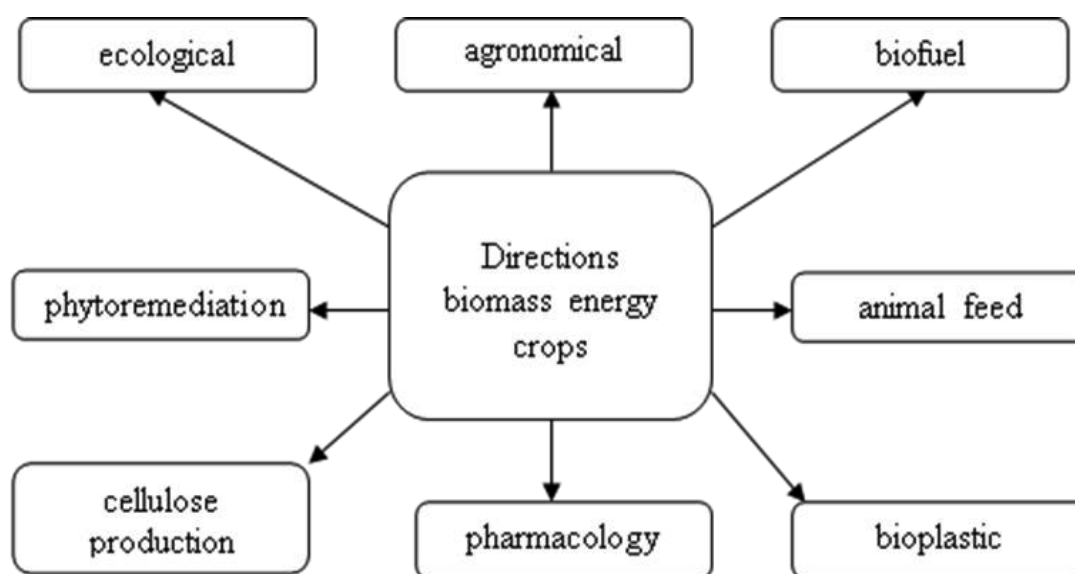 ecological
agronomical
biofuel
Directions
biomass energy
crops
phytoremediation
animal feed
cellulose
production
pharmacology
bioplastic